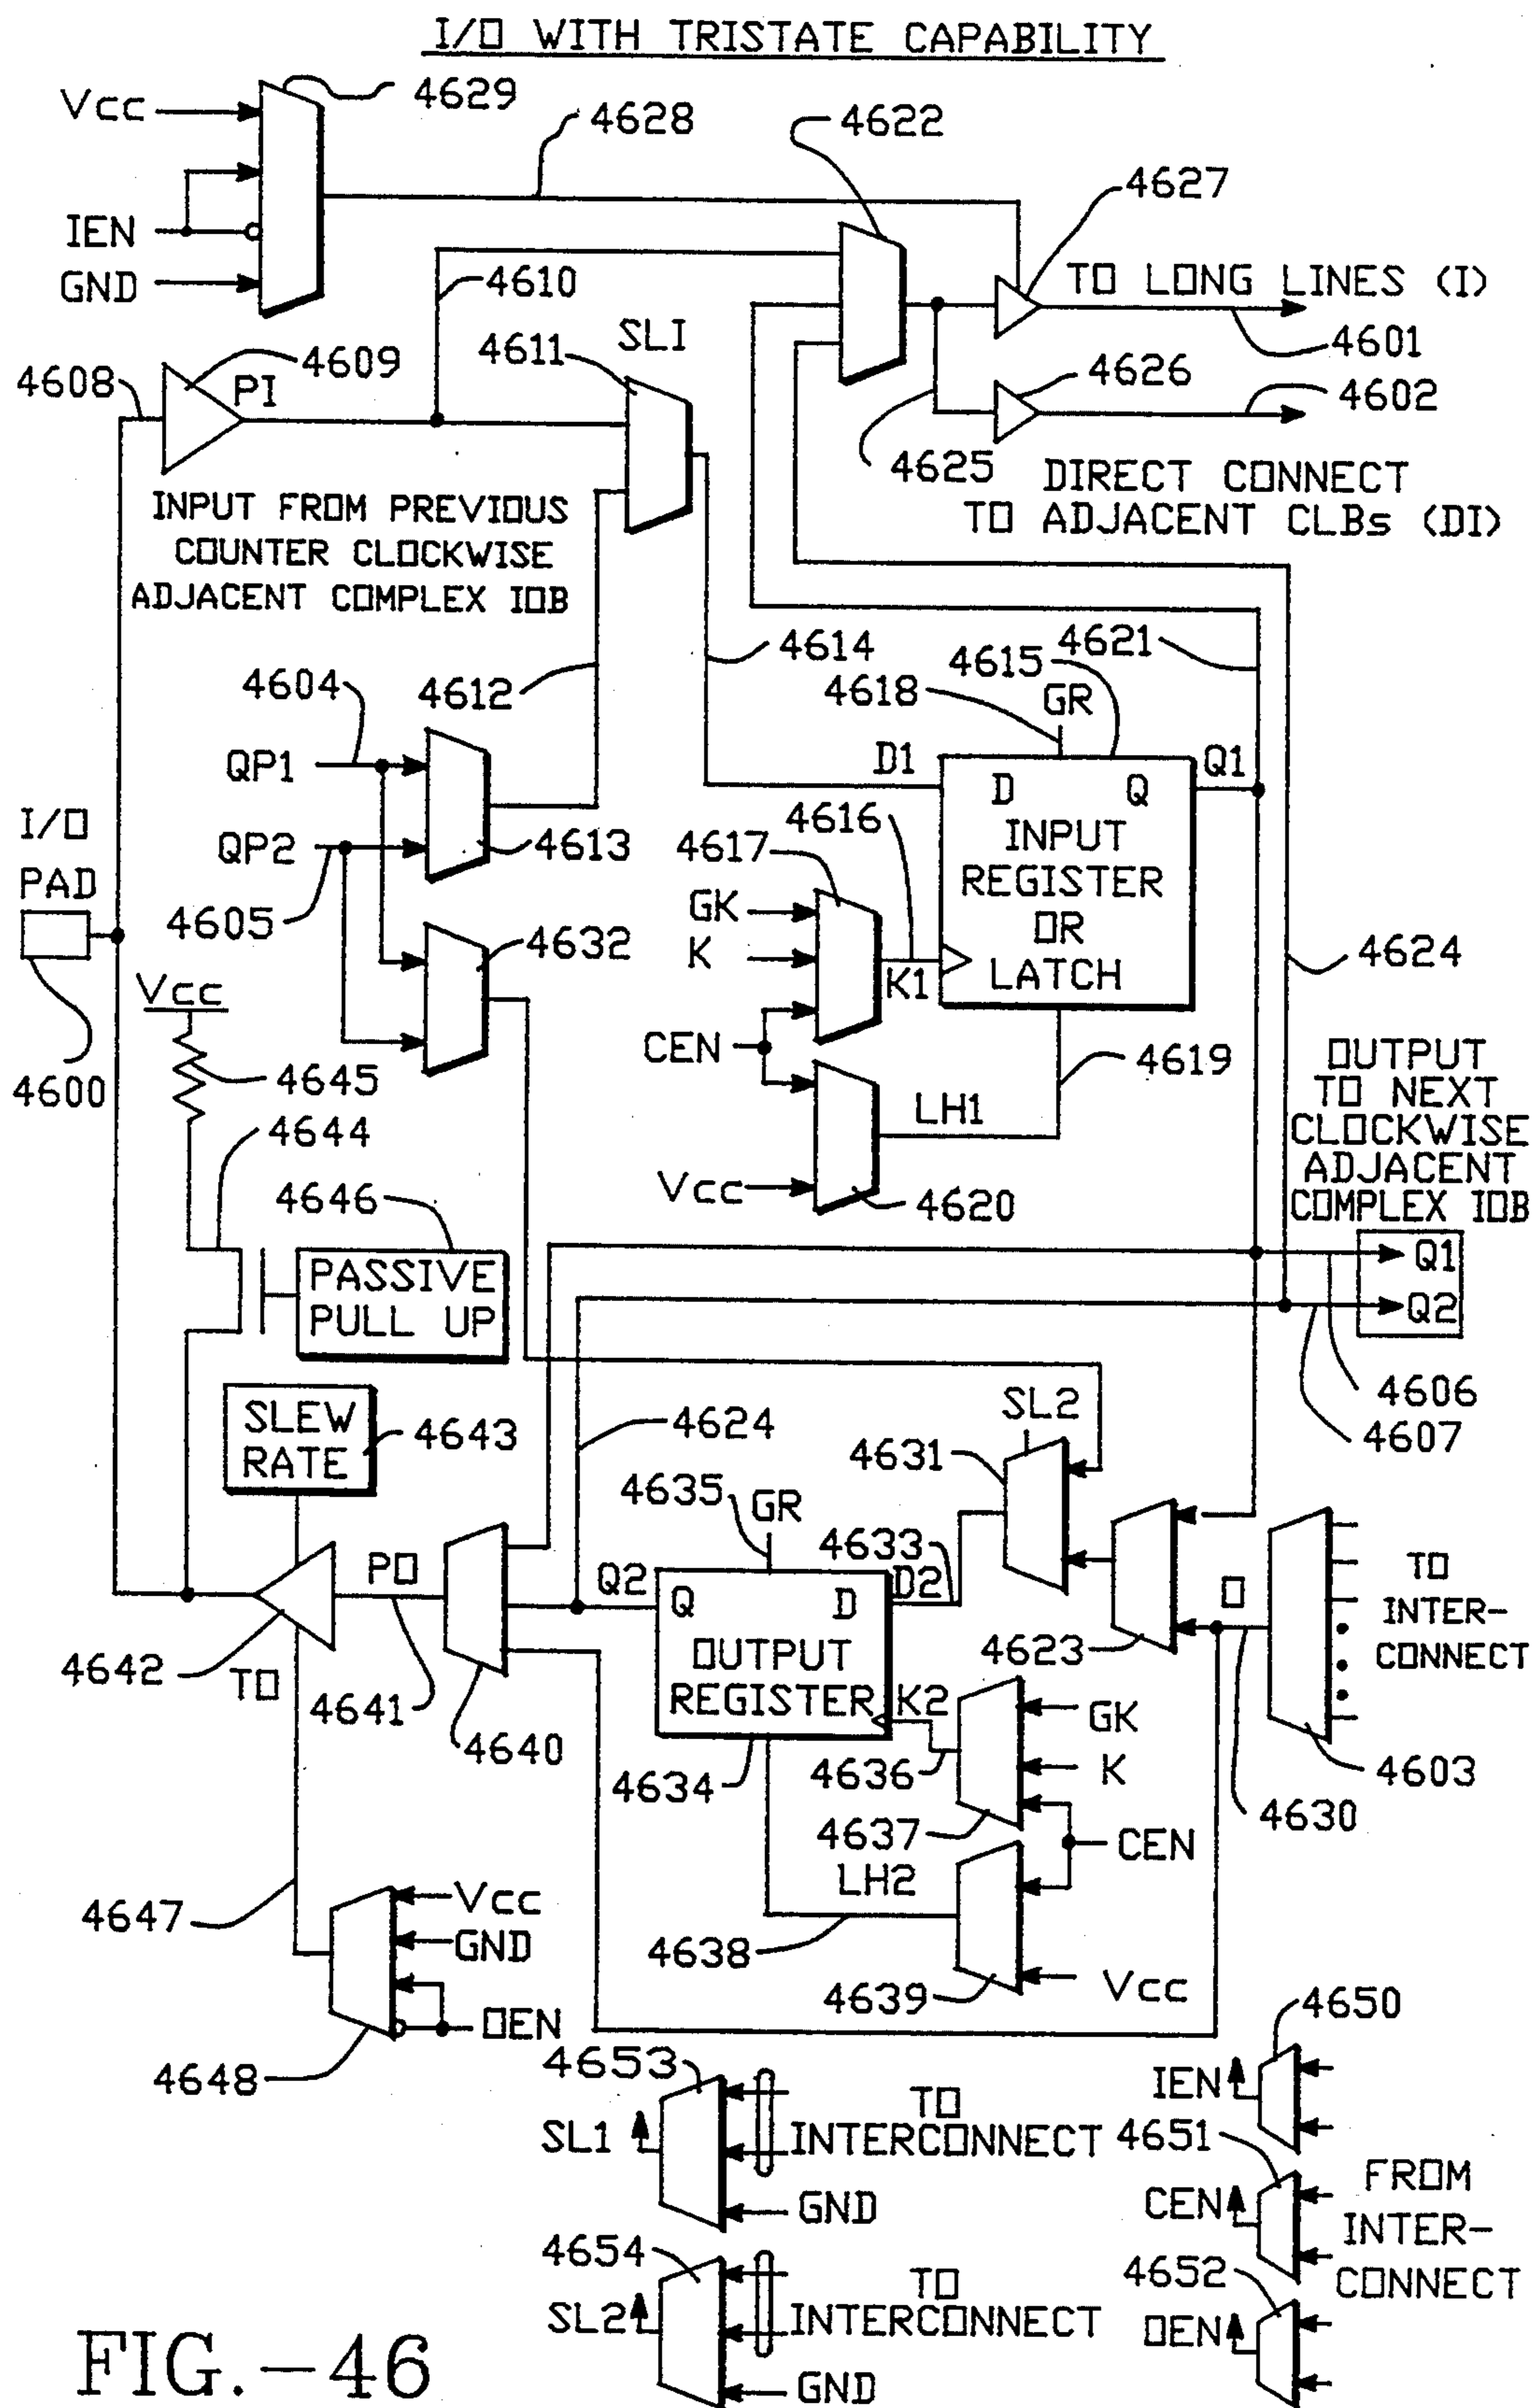 I/O WITH TRISTATE CAPABILITY
Vcc
4629
4628
4622
4627
IEN
GND
4610
TO LONG LINES (I)
4601
SLI
4611
4608
4609
PI
4626
4602
4625
DIRECT CONNECT
TO ADJACENT CLBs (DI)
INPUT FROM PREVIOUS
COUNTER CLOCKWISE
ADJACENT COMPLEX IOB
4604
4612
4614
4621
4615
4618
GR
QP1
D1
D
Q
Q1
I/O
PAD
QP2
4613
4605
4617
4616
INPUT
REGISTER
OR
LATCH
GK
K
K1
4632
4624
Vcc
4600
4645
CEN
4619
LH1
4644
4646
Vcc
4620
OUTPUT
TO NEXT
CLOCKWISE
ADJACENT
COMPLEX IOB
PASSIVE
PULL UP
Q1
Q2
4606
4607
SLEW
RATE
4643
4624
SL2
4631
4635
GR
4633
PO
Q2
Q
D
D2
OUTPUT
REGISTER
K2
4623
O
TO
INTER-
CONNECT
4642
TO
4641
4640
4634
4636
GK
K
4603
4630
4637
CEN
LH2
4647
Vcc
GND
4638
4639
Vcc
OEN
4648
4653
SL1
TO
INTERCONNECT
GND
4650
IEN
4651
CEN
FROM
INTER-
CONNECT
4654
SL2
TO
INTERCONNECT
GND
4652
OEN
FIG.-46